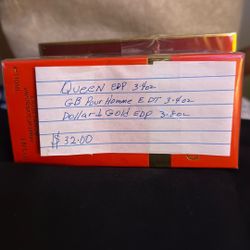 Queen EDP 3.4oz
GB Pour Homme EDT 3.4oz
Dollar & Gold EDP 3.4oz
$ 32.00